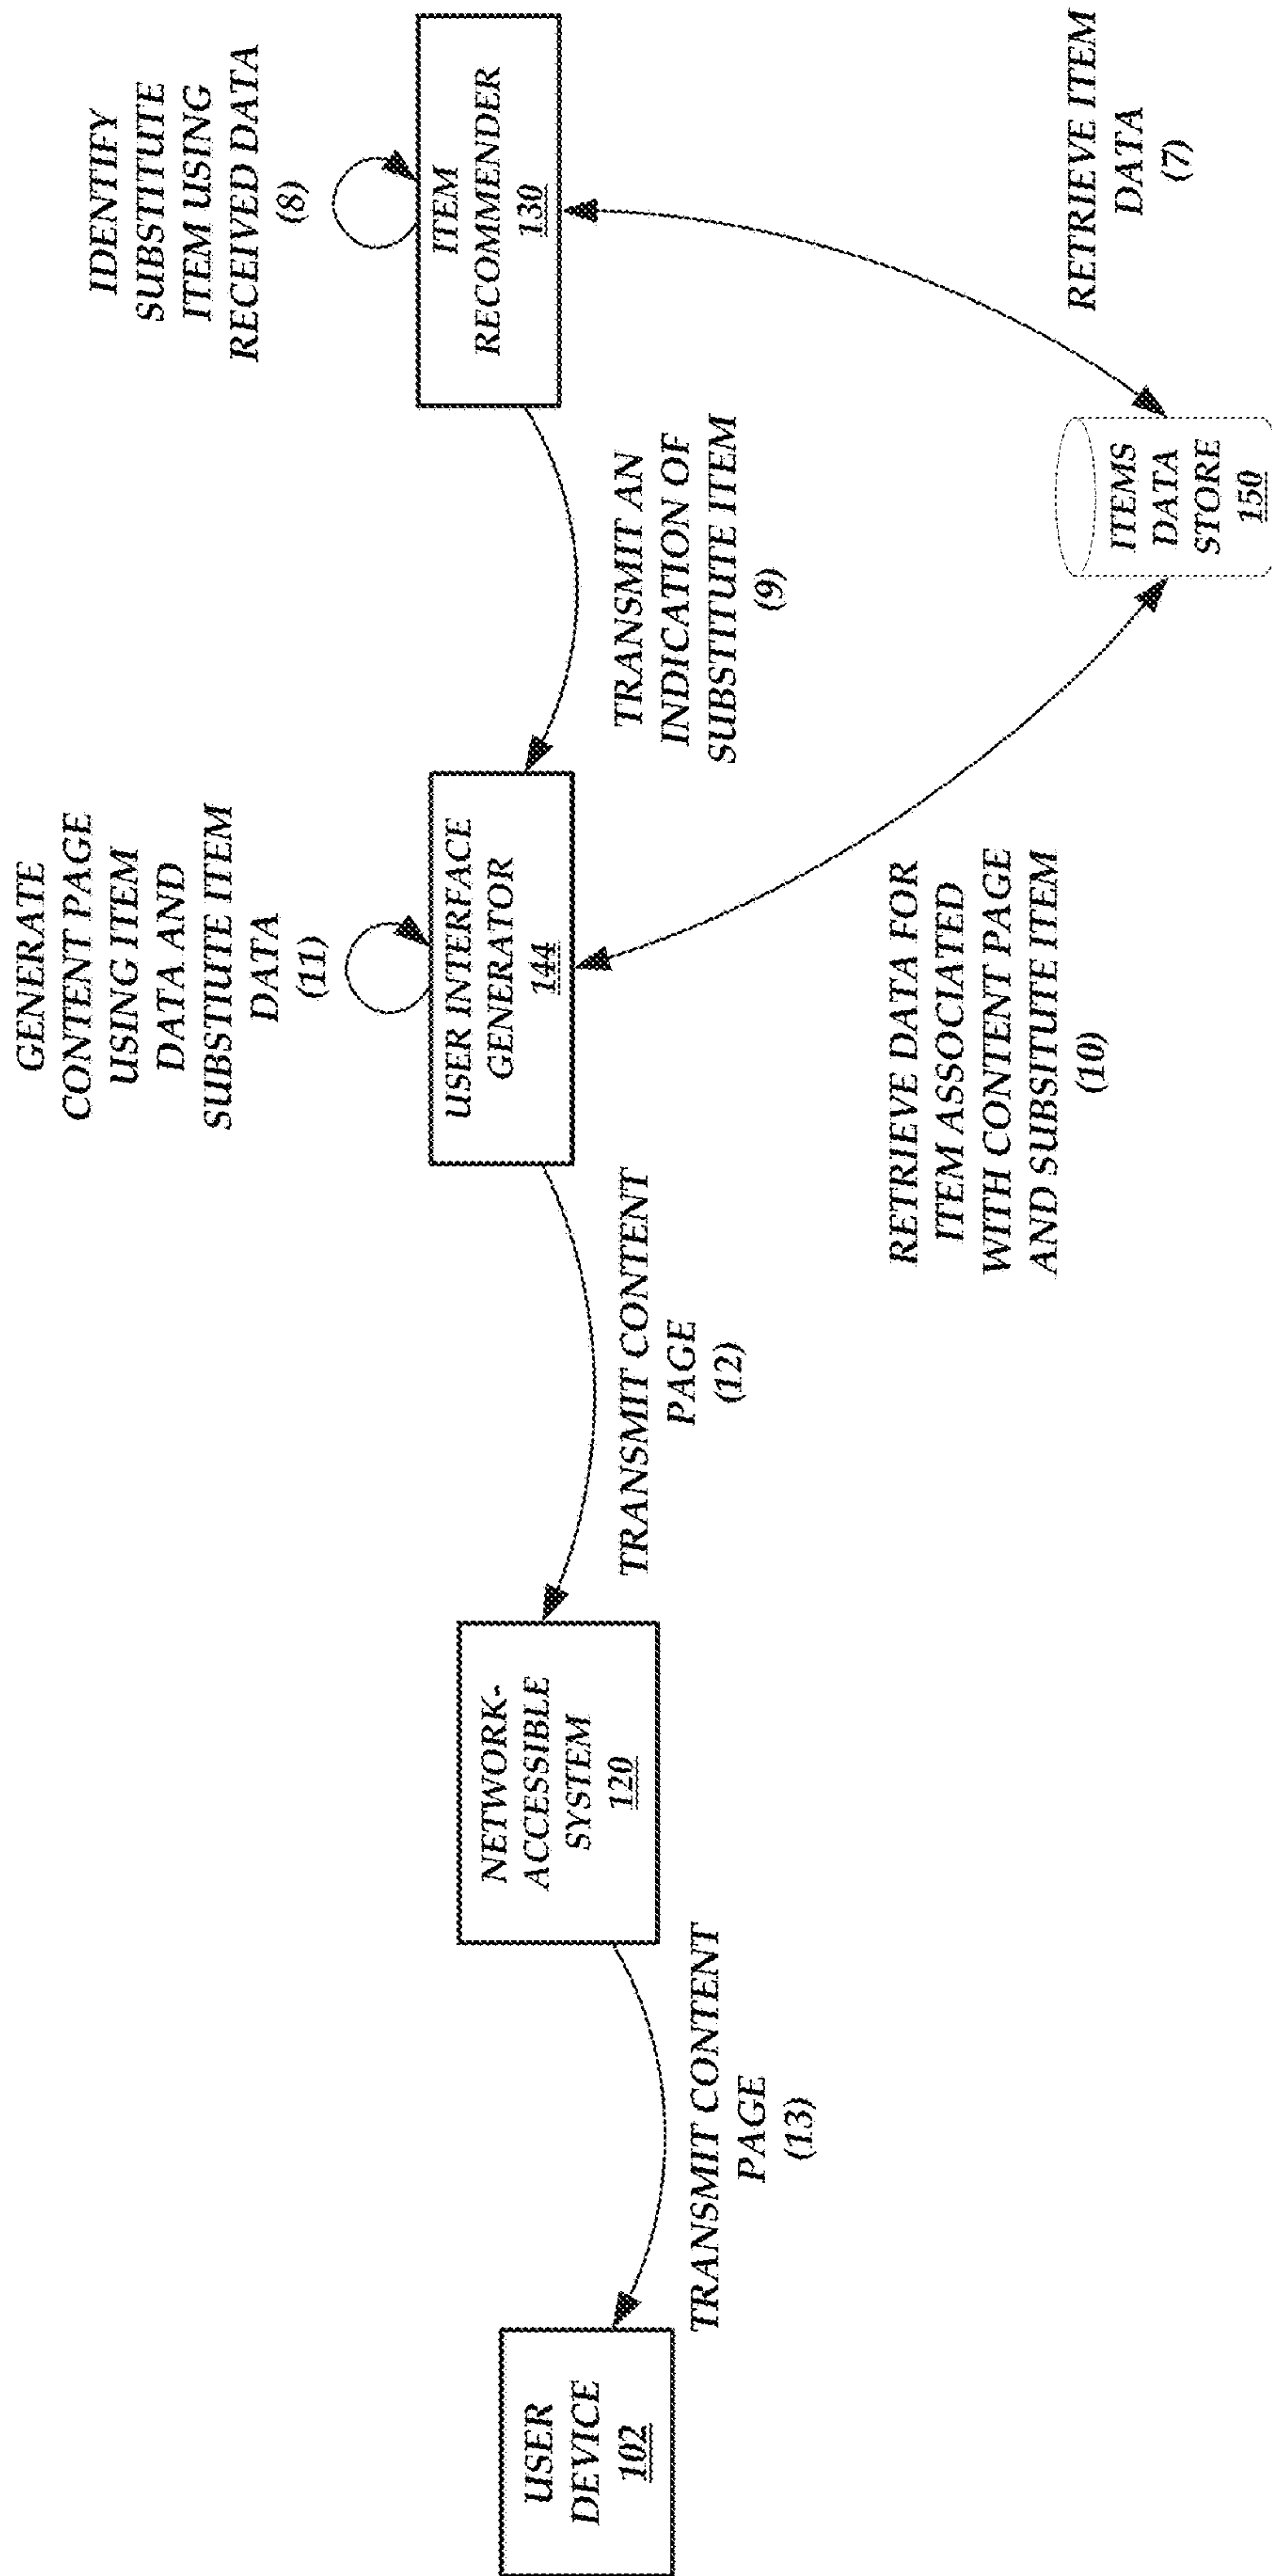 USER
DEVICE
102
TRANSMIT CONTENT
PAGE
(13)
NETWORK-
ACCESSIBLE
SYSTEM
120
TRANSMIT CONTENT
PAGE
(12)
GENERATE
CONTENT PAGE
USING ITEM
DATA AND
SUBSTITUTE ITEM
DATA
(11)
USER INTERFACE
GENERATOR
144
RETRIEVE DATA FOR
ITEM ASSOCIATED
WITH CONTENT PAGE
AND SUBSITUTE ITEM
(10)
TRANSMIT AN
INDICATION OF
SUBSTITUTE ITEM
(9)
IDENTIFY
SUBSTITUTE
ITEM USING
RECEIVED DATA
(8)
ITEM
RECOMMENDER
130
ITEMS
DATA
STORE
150
RETRIEVE ITEM
DATA
(7)